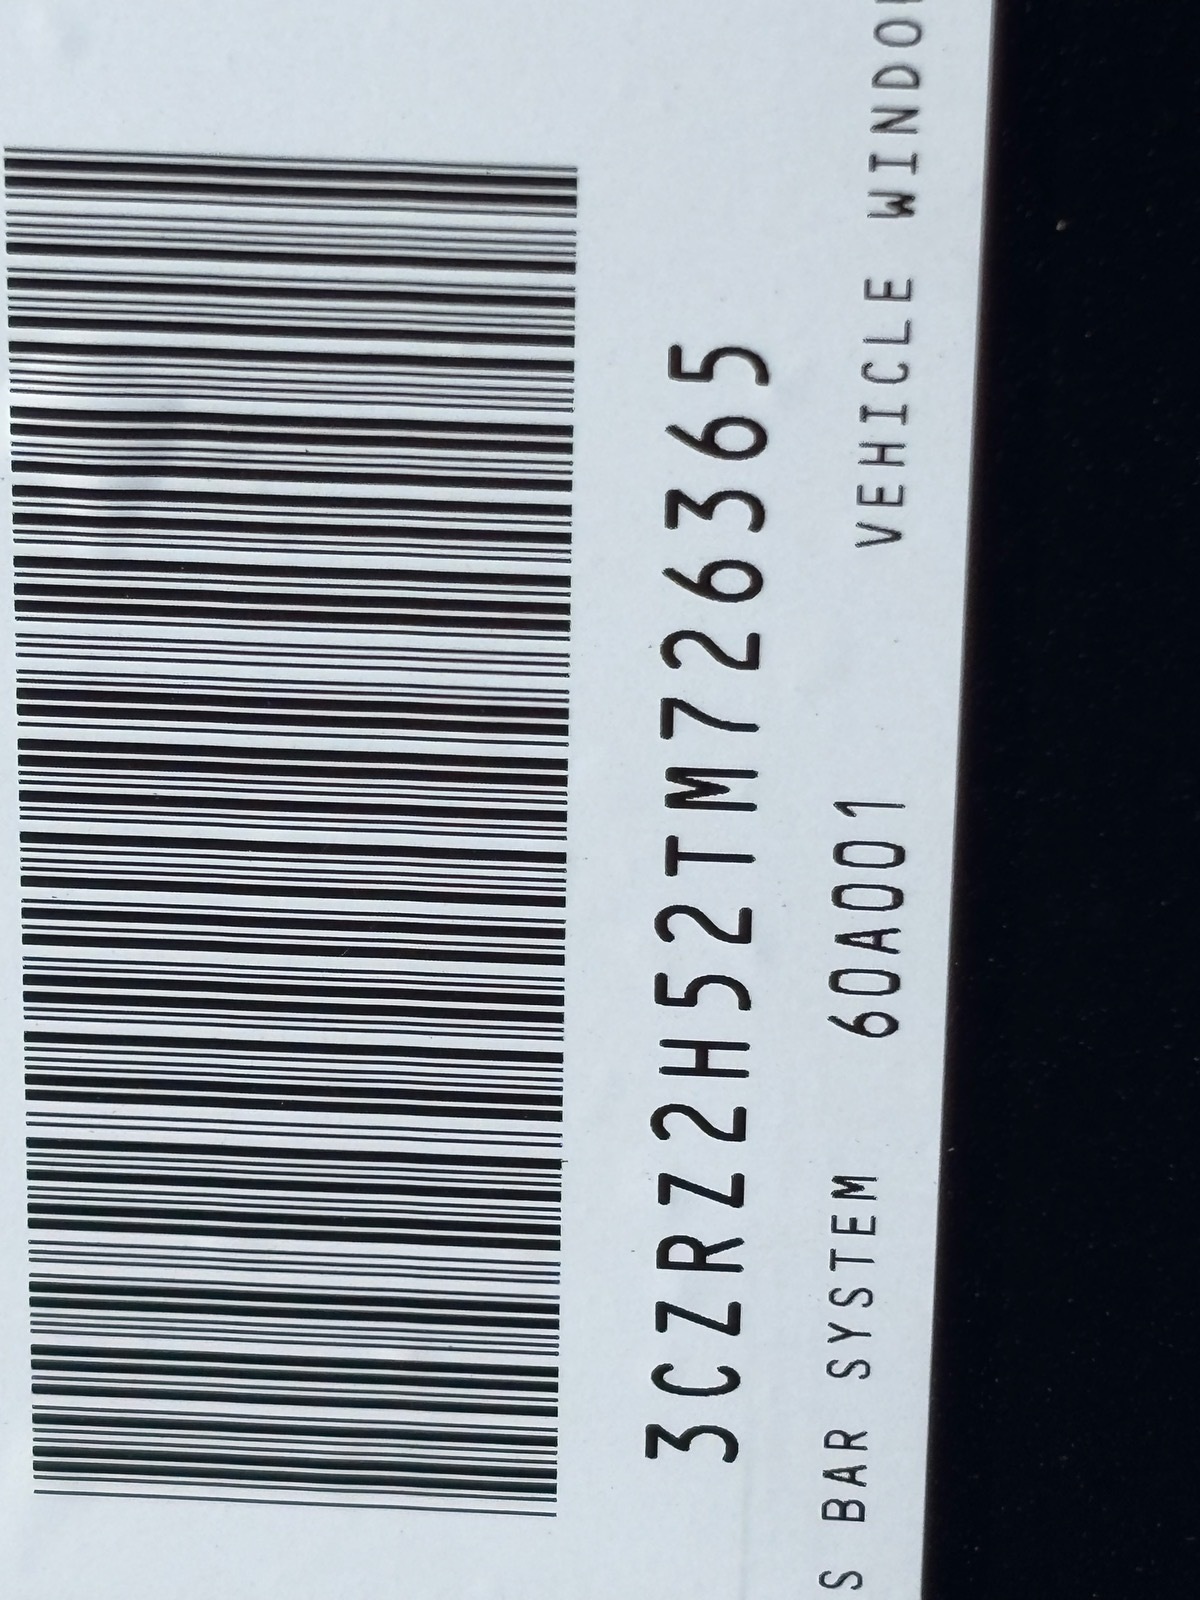 3CZRZ2H52TM726365
S BAR SYSTEM 60A001 VEHICLE WINDO